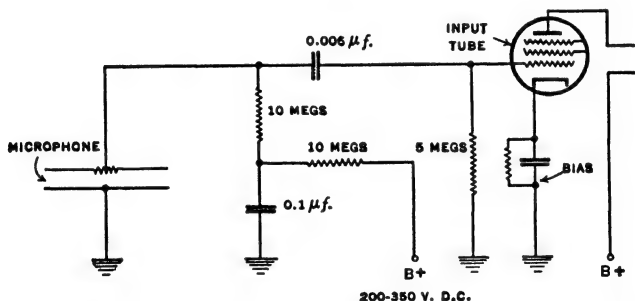 INPUT
TUBE
0.006 µf.
10 MEGS
10 MEGS
5 MEGS
MICROPHONE
BIAS
0.1 µf.
B+
B+
200-350 V. D.C.